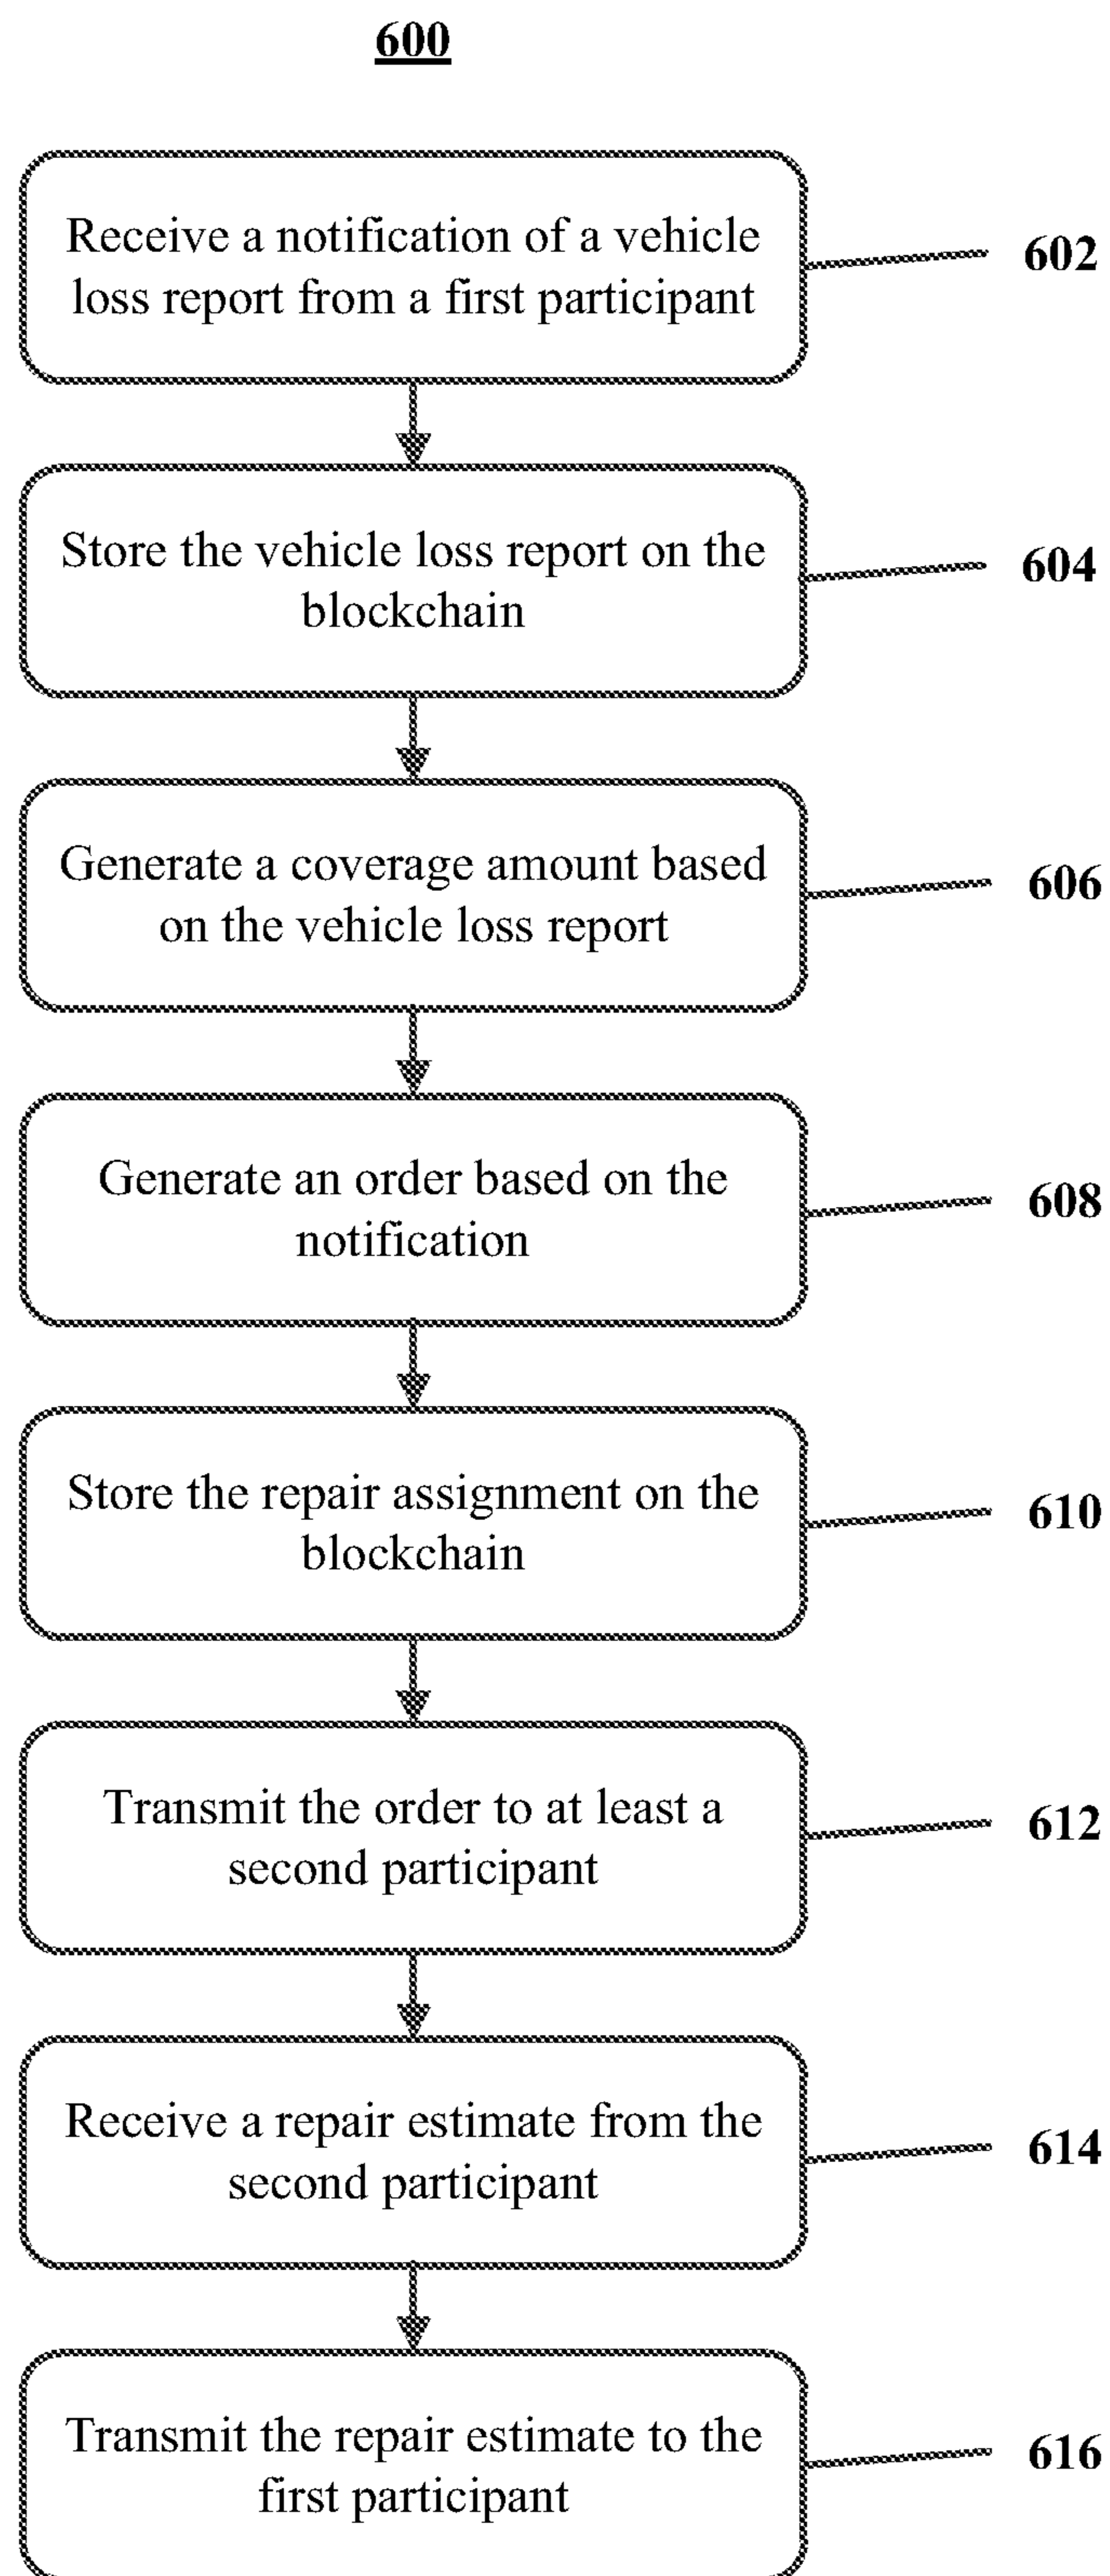 600
Receive a notification of a vehicle
loss report from a first participant
602
Store the vehicle loss report on the
blockchain
604
Generate a coverage amount based
on the vehicle loss report
606
Generate an order based on the
notification
608
Store the repair assignment on the
blockchain
610
Transmit the order to at least a
second participant
612
Receive a repair estimate from the
second participant
614
Transmit the repair estimate to the
first participant
616